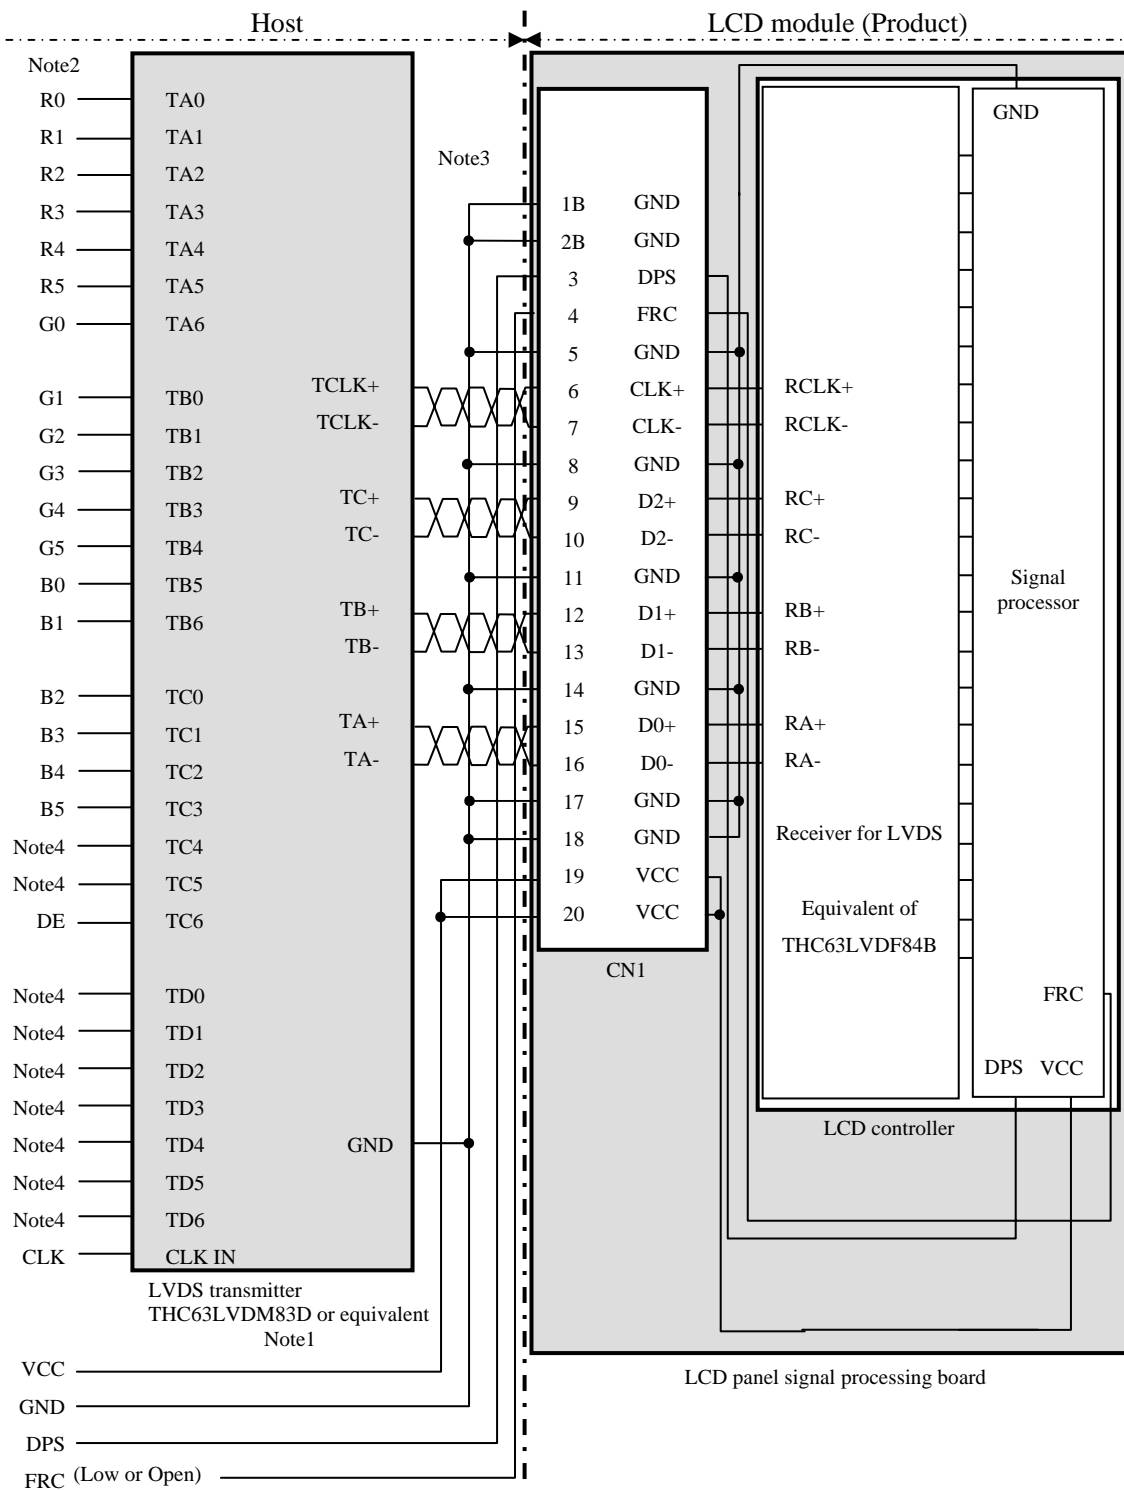 Host
LCD module (Product)
Note2
R0 TA0
R1 TA1
R2 TA2
R3 TA3
R4 TA4
R5 TA5
G0 TA6
G1 TB0
G2 TB1
G3 TB2
G4 TB3
G5 TB4
B0 TB5
B1 TB6
B2 TC0
B3 TC1
B4 TC2
B5 TC3
Note4 TC4
Note4 TC5
DE TC6
Note4 TD0
Note4 TD1
Note4 TD2
Note4 TD3
Note4 TD4
Note4 TD5
Note4 TD6
CLK CLK IN
TCLK+
TCLK-
TC+
TC-
TB+
TB-
TA+
TA-
GND
LVDS transmitter
THC63LVDM83D or equivalent
Note1
VCC
GND
DPS
FRC (Low or Open)
Note3
1B GND
2B GND
3 DPS
4 FRC
5 GND
6 CLK+
7 CLK-
8 GND
9 D2+
10 D2-
11 GND
12 D1+
13 D1-
14 GND
15 D0+
16 D0-
17 GND
18 GND
19 VCC
20 VCC
CN1
RCLK+
RCLK-
RC+
RC-
RB+
RB-
RA+
RA-
Receiver for LVDS
Equivalent of
THC63LVDF84B
GND
Signal
processor
FRC
DPS VCC
LCD controller
LCD panel signal processing board